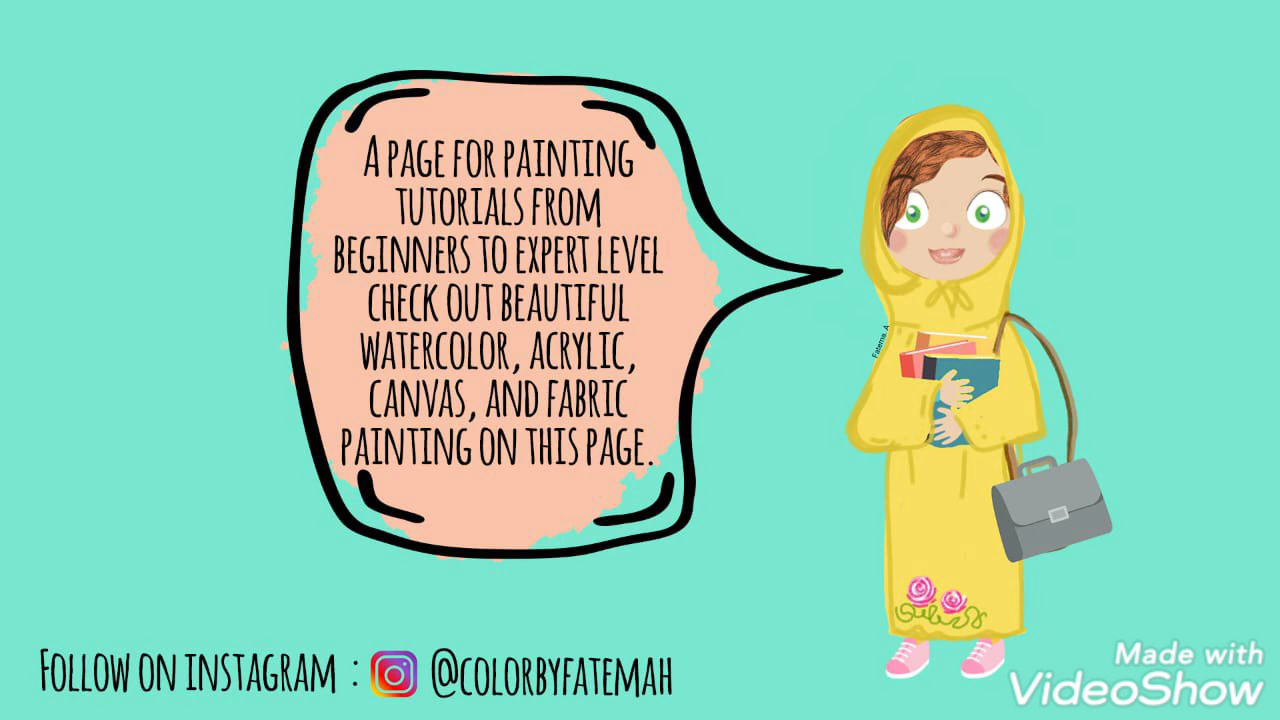 A PAGE FOR PAINTING
TUTORIALS FROM
BEGINNERS TO EXPERT LEVEL
CHECK OUT BEAUTIFUL
WATERCOLOR, ACRYLIC,
CANVAS, AND FABRIC
PAINTING ON THIS PAGE.
Fatema. A
FOLLOW ON INSTAGRAM : @COLORBYFATEMAH
Made with
VideoShow